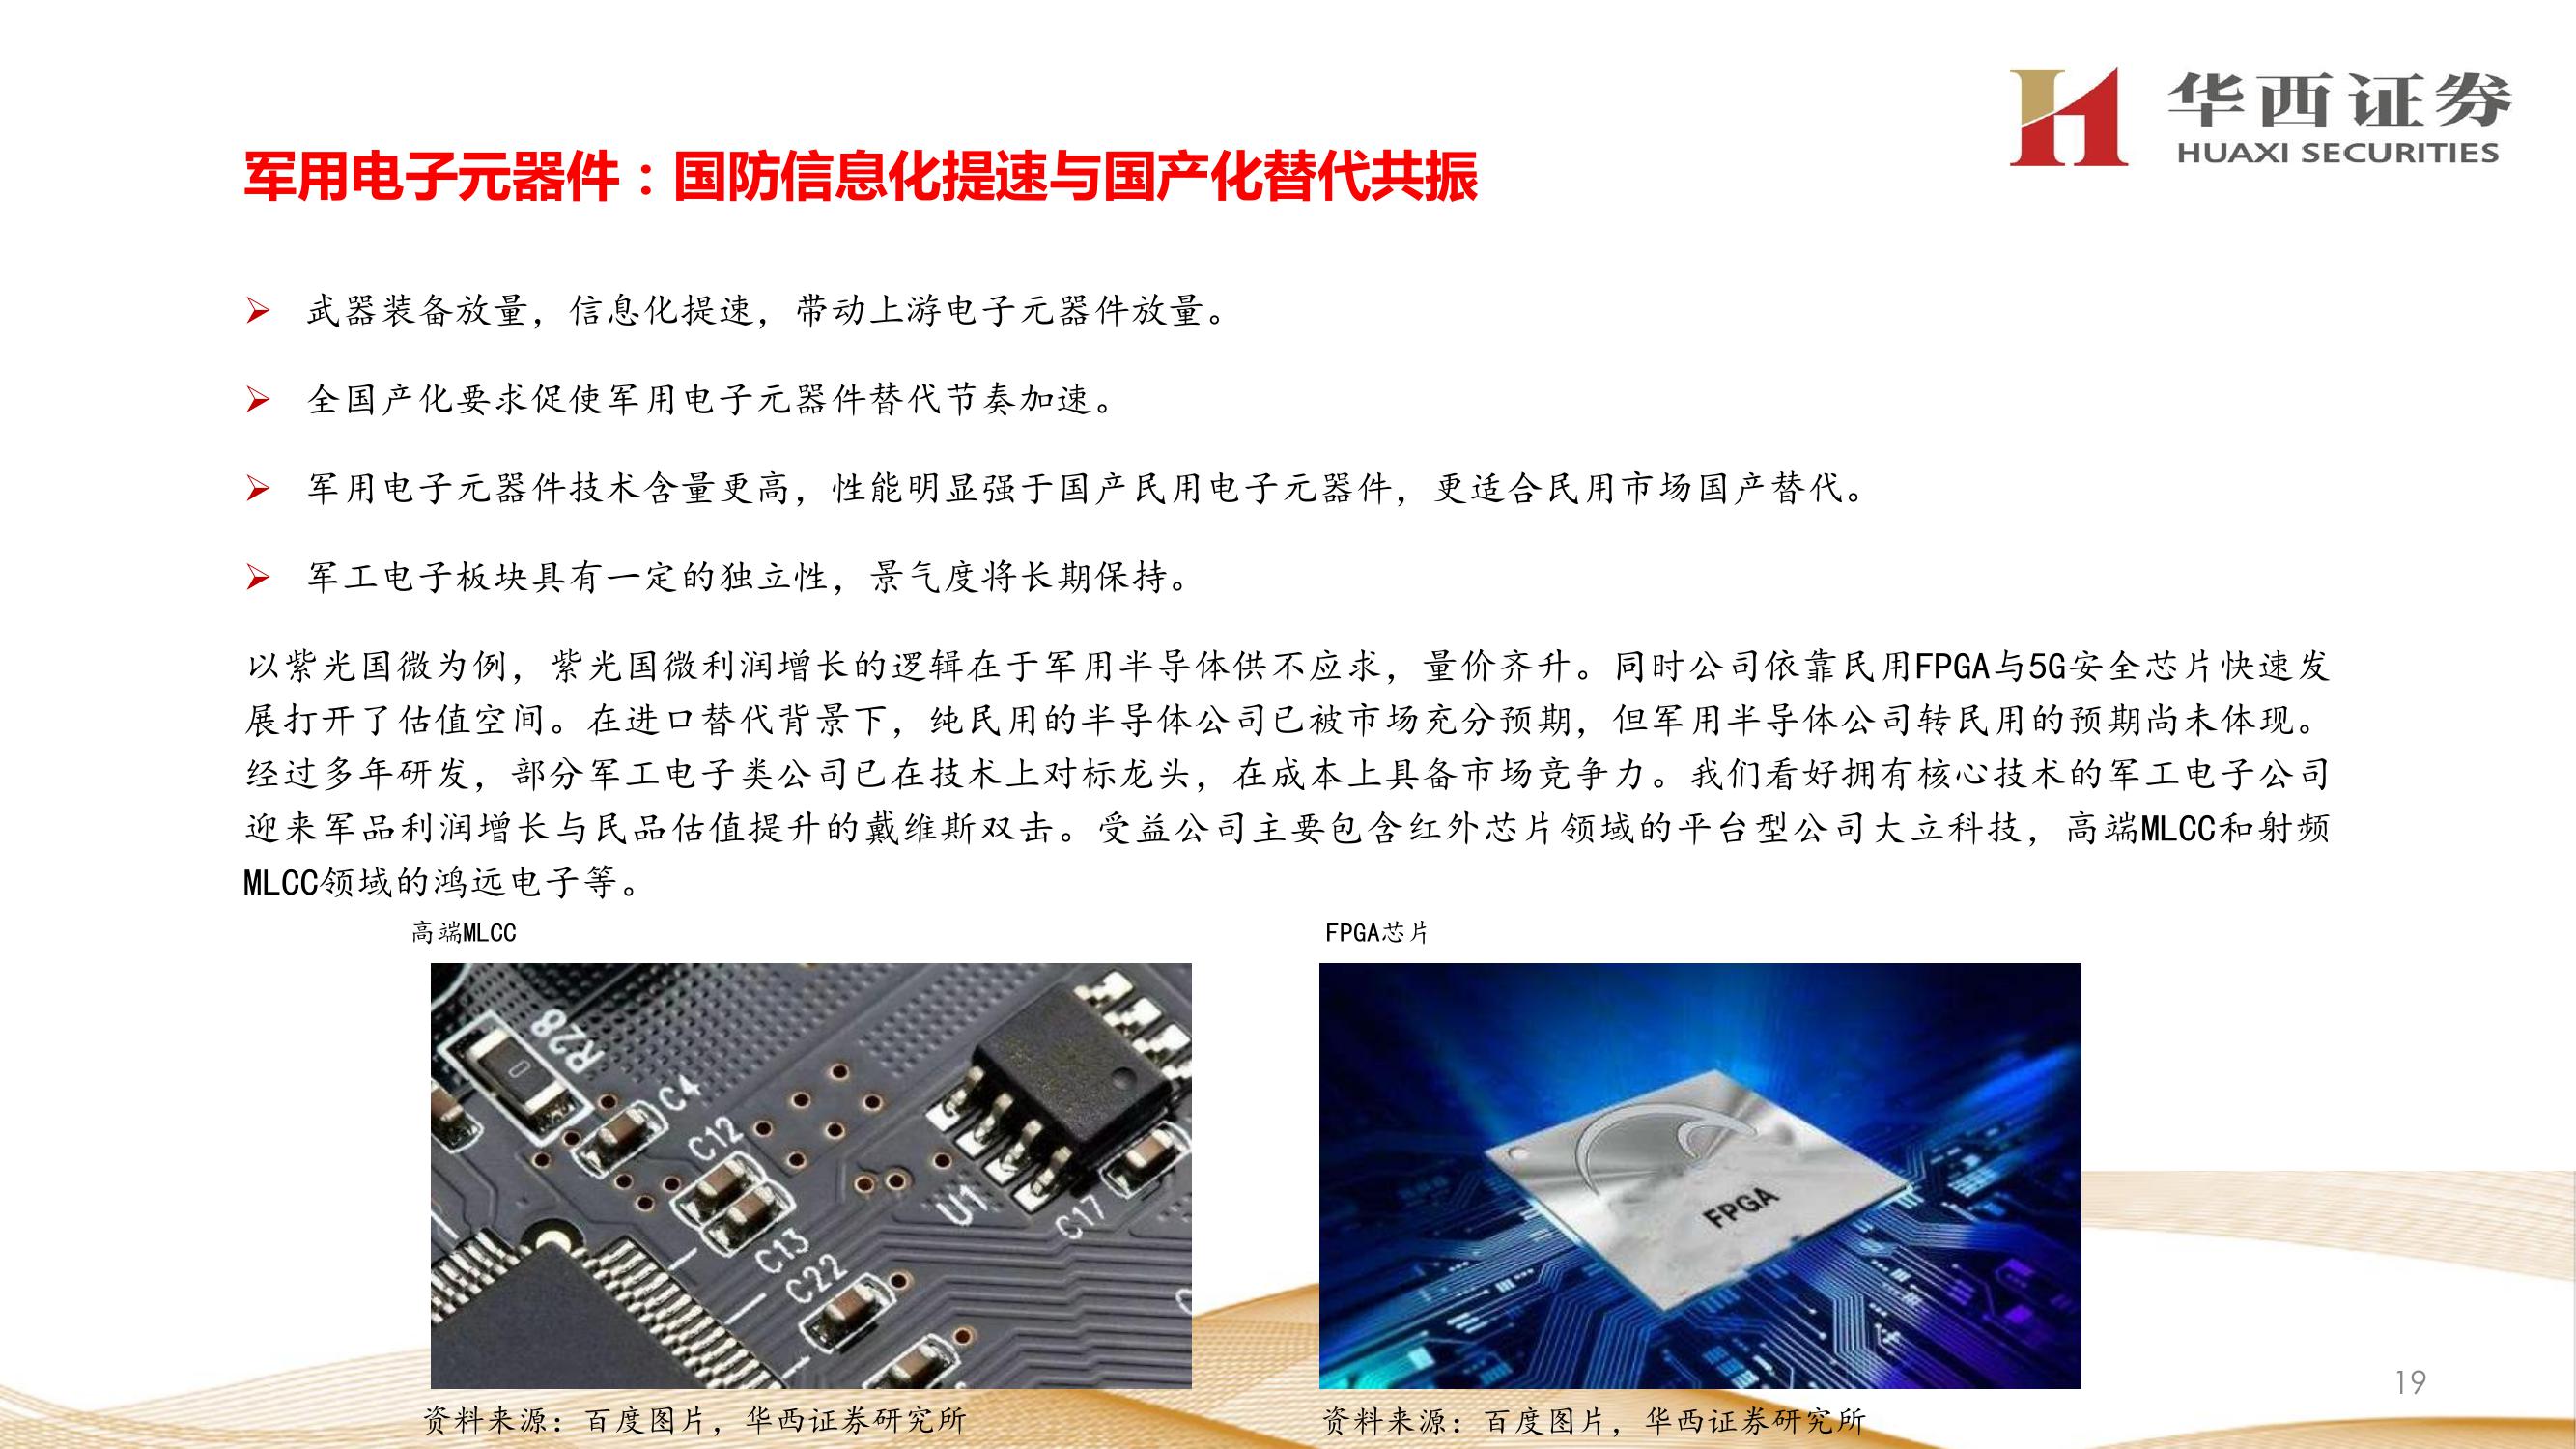 华西证券
HUAXI SECURITIES
军用电子元器件：国防信息化提速与国产化替代共振
武器装备放量，信息化提速，带动上游电子元器件放量。
全国产化要求促使军用电子元器件替代节奏加速。
军用电子元器件技术含量更高，性能明显强于国产民用电子元器件，更适合民用市场国产替代。
军工电子板块具有一定的独立性，景气度将长期保持。
以紫光国微为例，紫光国微利润增长的逻辑在于军用半导体供不应求，量价齐升。同时公司依靠民用FPGA与5G安全芯片快速发
展打开了估值空间。在进口替代背景下，纯民用的半导体公司已被市场充分预期，但军用半导体公司转民用的预期尚未体现。
经过多年研发，部分军工电子类公司已在技术上对标龙头，在成本上具备市场竞争力。我们看好拥有核心技术的军工电子公司
迎来军品利润增长与民品估值提升的戴维斯双击。受益公司主要包含红外芯片领域的平台型公司大立科技，高端MLCC和射频
MLCC领域的鸿远电子等。
高端MLCC
FPGA芯片
R28
C4
C12
C13
C22
U1
C17
FPGA
资料来源：百度图片，华西证券研究所
资料来源：百度图片，华西证券研究所
19